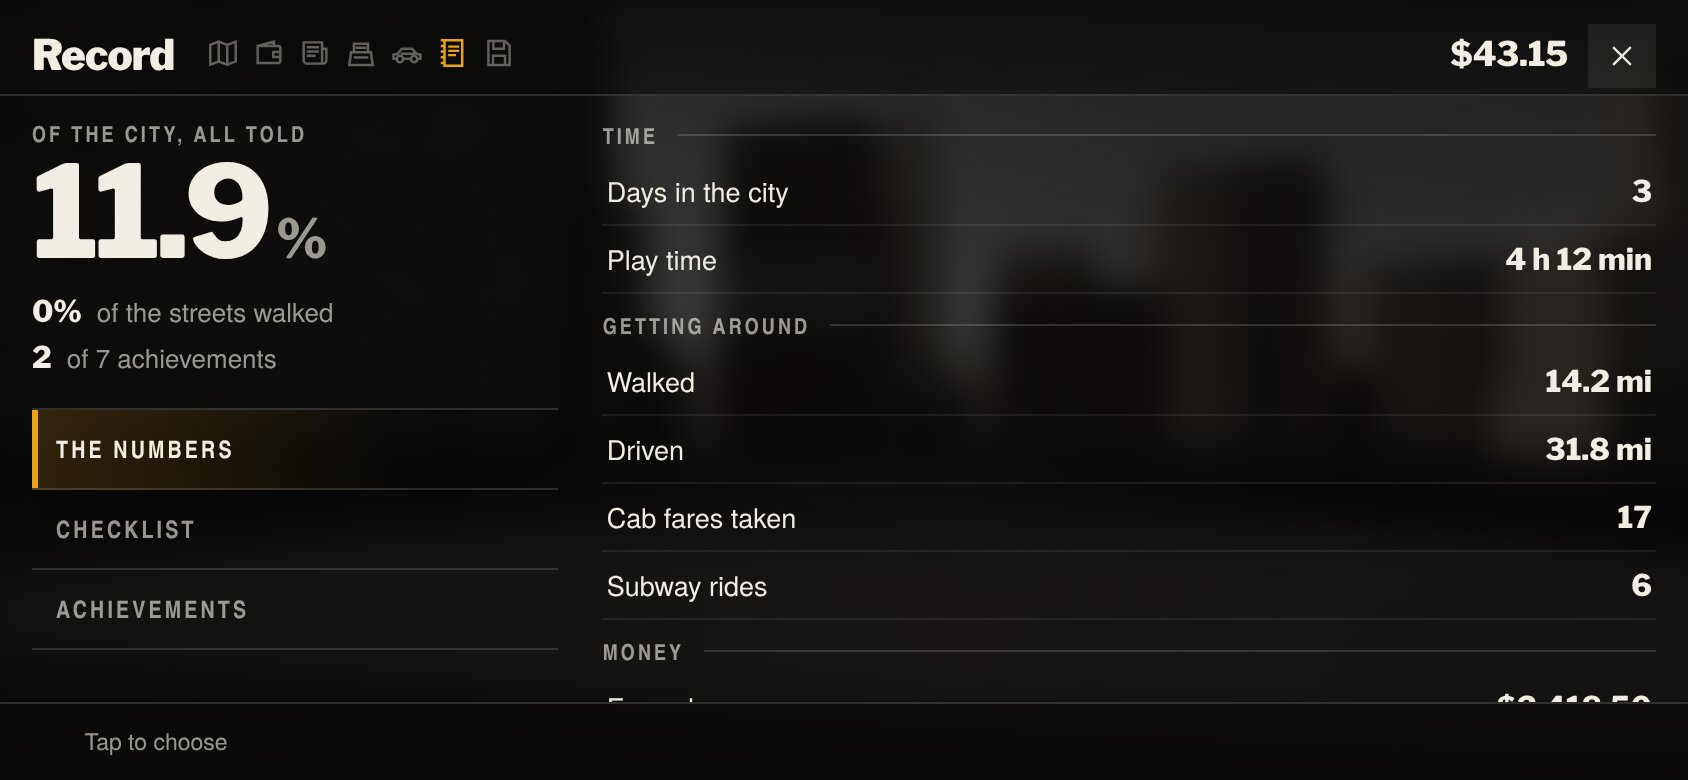 Record
$43.15
OF THE CITY, ALL TOLD
11.9%
0% of the streets walked
2 of 7 achievements
THE NUMBERS
CHECKLIST
ACHIEVEMENTS
TIME
Days in the city 3
Play time 4 h 12 min
GETTING AROUND
Walked 14.2 mi
Driven 31.8 mi
Cab fares taken 17
Subway rides 6
MONEY
Tap to choose